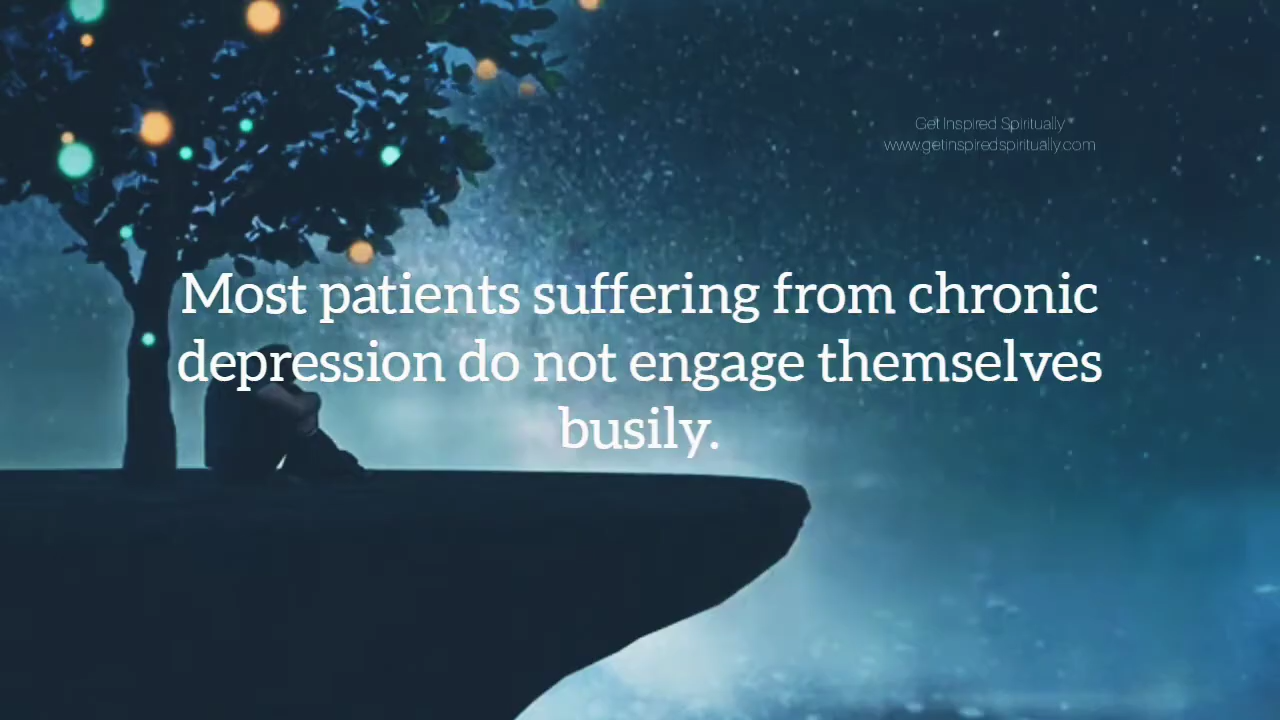 Get Inspired Spiritually
www.getinspiredspiritually.com
Most patients suffering from chronic
depression do not engage themselves
busily.